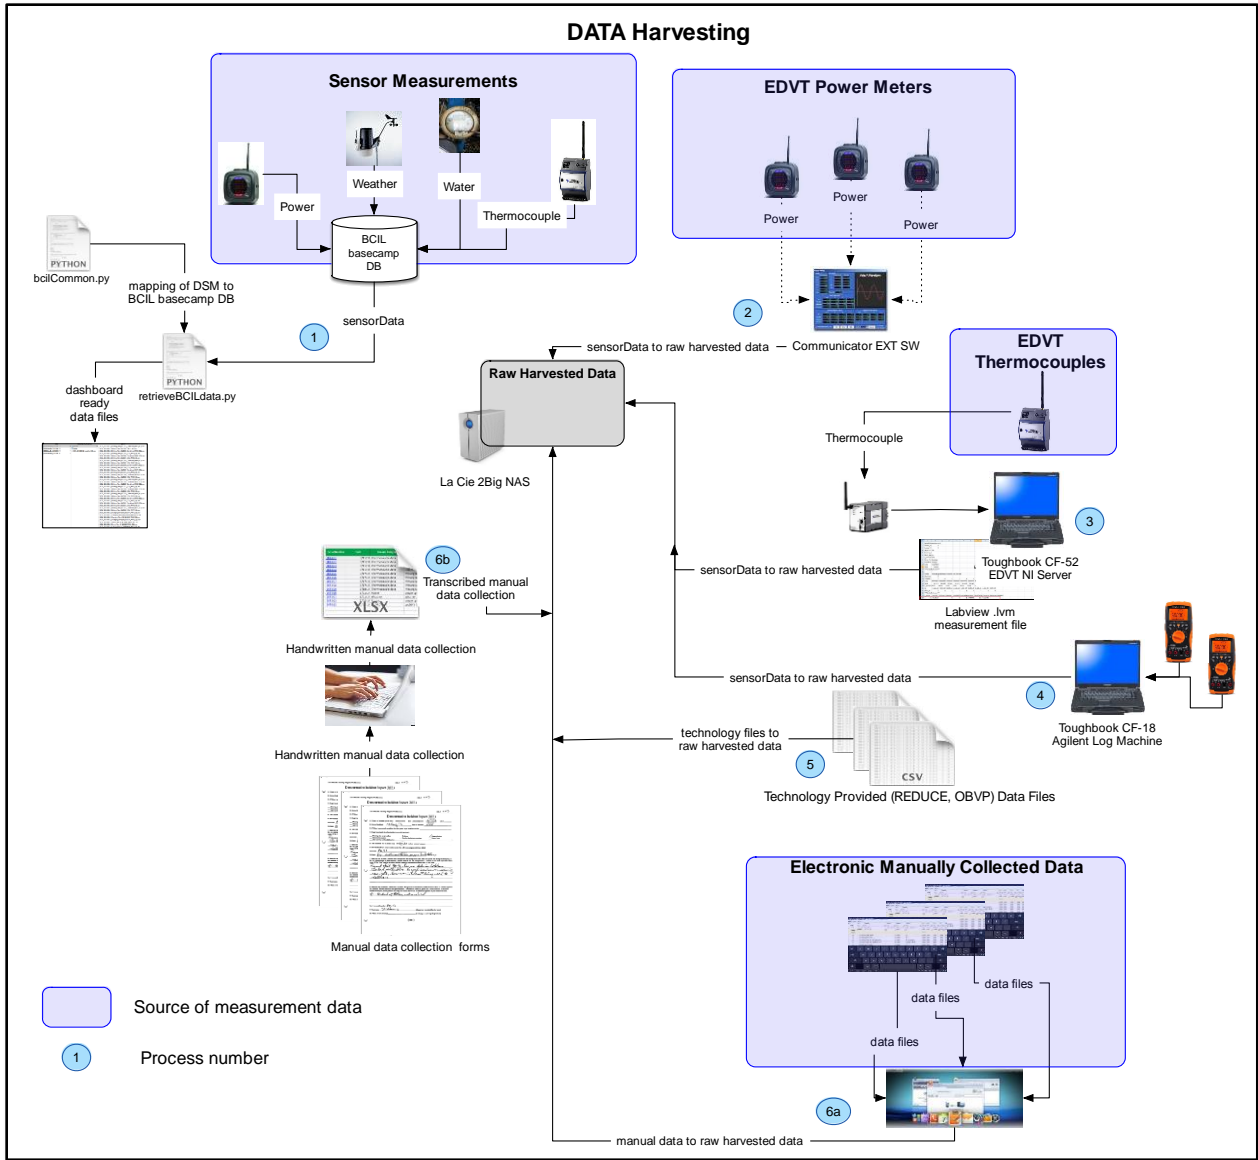 DATA Harvesting
Sensor Measurements
EDVT Power Meters
Weather
Water
Power
Thermocouple
Power
Power
Power
BCIL
basecamp
DB
PYTHON
bcilCommon.py
mapping of DSM to
BCIL basecamp DB
sensorData
1
2
sensorData to raw harvested data
Communicator EXT SW
PYTHON
retrieveBCILdata.py
dashboard
ready
data files
Raw Harvested Data
La Cie 2Big NAS
EDVT
Thermocouples
Thermocouple
3
Toughbook CF-52
EDVT NI Server
sensorData to raw harvested data
Labview .lvm
measurement file
6b
Transcribed manual
data collection
XLSX
Handwritten manual data collection
sensorData to raw harvested data
4
Toughbook CF-18
Agilent Log Machine
technology files to
raw harvested data
5
CSV
Technology Provided (REDUCE, OBVP) Data Files
Handwritten manual data collection
Manual data collection forms
Electronic Manually Collected Data
data files
data files
data files
6a
manual data to raw harvested data
Source of measurement data
1
Process number